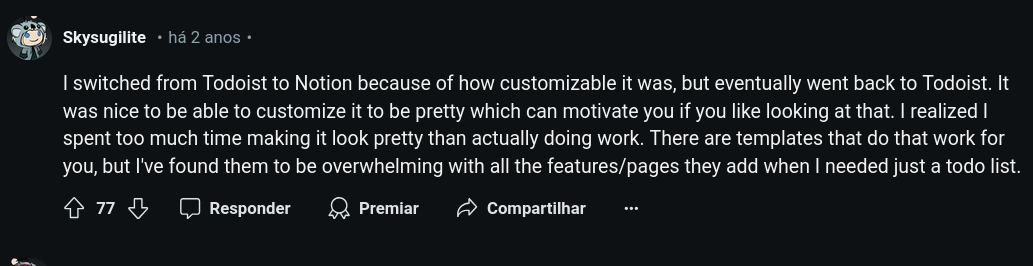 Skysugilite • há 2 anos •
I switched from Todoist to Notion because of how customizable it was, but eventually went back to Todoist. It
was nice to be able to customize it to be pretty which can motivate you if you like looking at that. I realized I
spent too much time making it look pretty than actually doing work. There are templates that do that work for
you, but I've found them to be overwhelming with all the features/pages they add when I needed just a todo list.
77 Responder Premiar Compartilhar ...